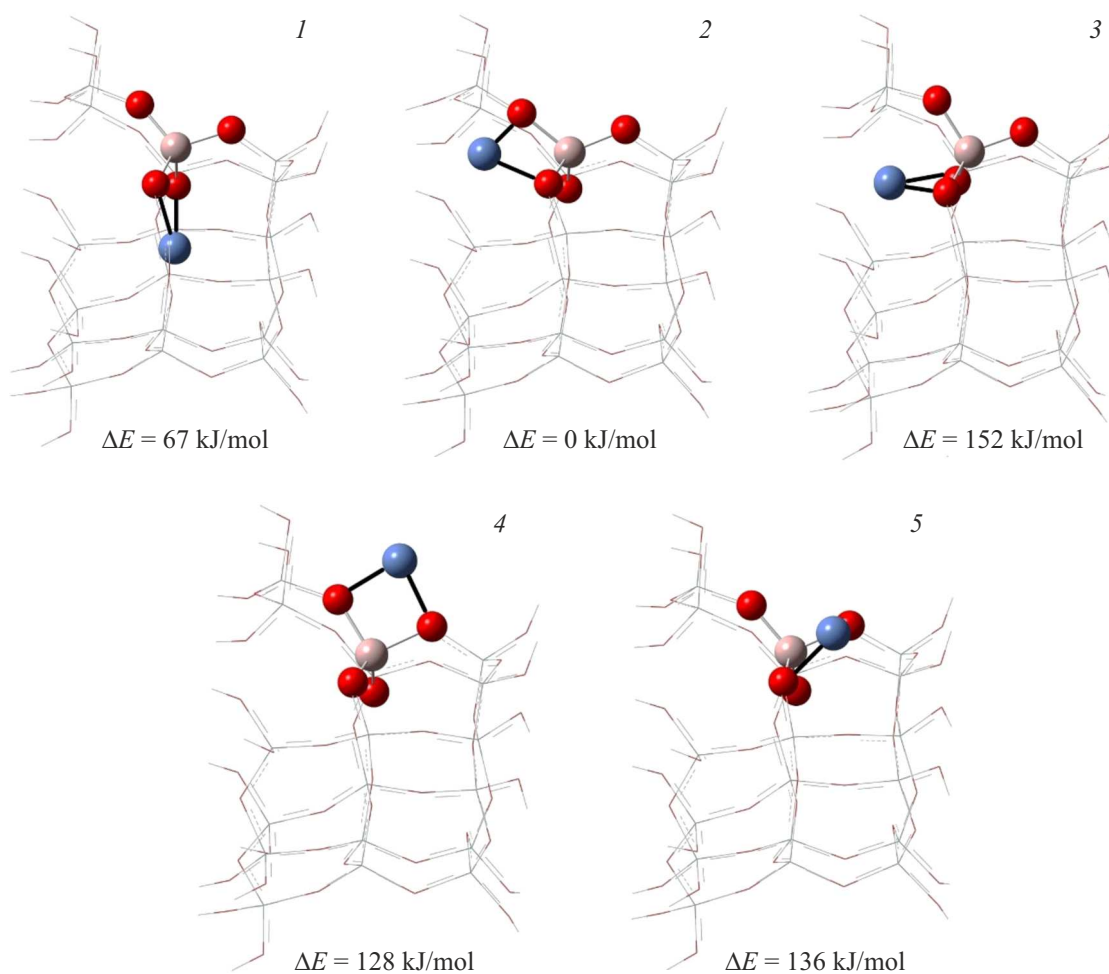 1
2
3
ΔE = 67 kJ/mol
ΔE = 0 kJ/mol
ΔE = 152 kJ/mol
4
5
ΔE = 128 kJ/mol
ΔE = 136 kJ/mol